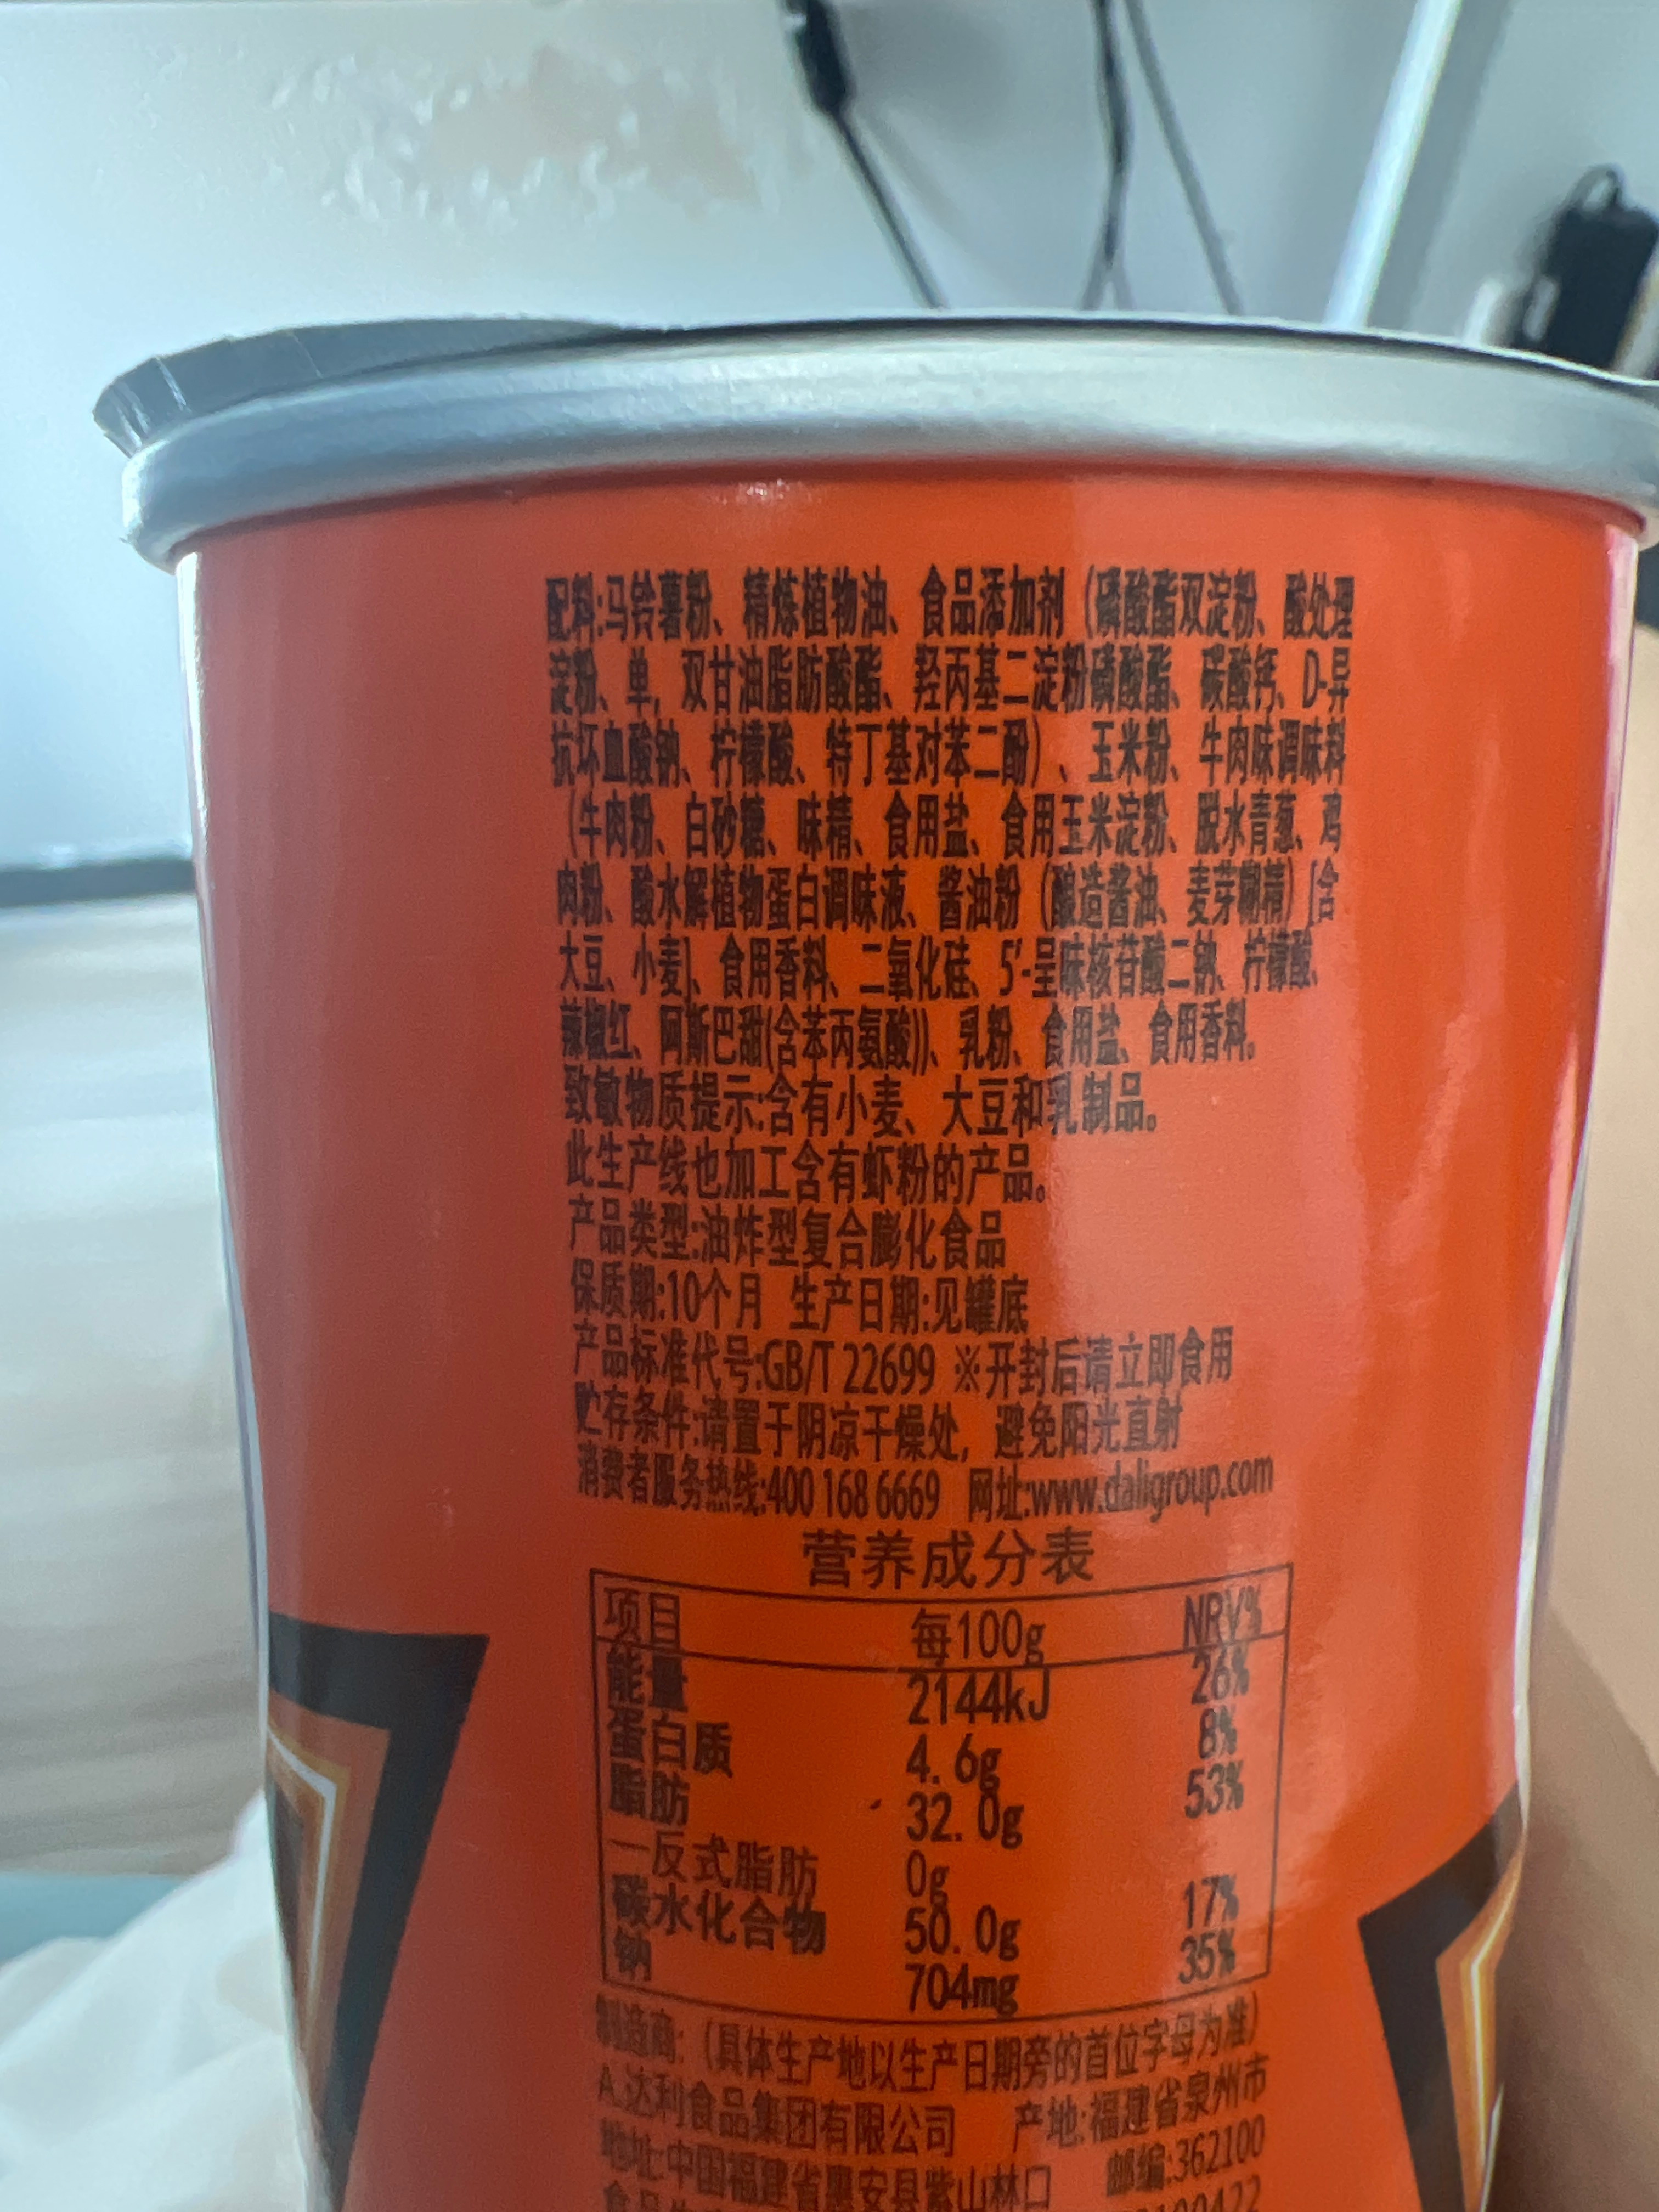 配料:马铃薯粉、精炼植物油、食品添加剂（磷酸酯双淀粉、酸处理
淀粉、单，双甘油脂肪酸酯、羟丙基二淀粉磷酸酯、碳酸钙、D-异
抗坏血酸钠、柠檬酸、特丁基对苯二酚）、玉米粉、牛肉味调味料
（牛肉粉、白砂糖、味精、食用盐、食用玉米淀粉、脱水青葱、鸡
肉粉、酸水解植物蛋白调味液、酱油粉（酿造酱油、麦芽糊精）[含
大豆、小麦]、食用香料、二氧化硅、5'-呈味核苷酸二钠、柠檬酸、
辣椒红、阿斯巴甜(含苯丙氨酸))、乳粉、食用盐、食用香料。
致敏物质提示:含有小麦、大豆和乳制品。
此生产线也加工含有虾粉的产品。
产品类型:油炸型复合膨化食品
保质期:10个月 生产日期:见罐底
产品标准代号:GB/T 22699 ※开封后请立即食用
贮存条件:请置于阴凉干燥处，避免阳光直射
消费者服务热线:400 168 6669 网址:www.daligroup.com
营养成分表
项目 每100g NRV%
能量 2144kJ 26%
蛋白质 4.6g 8%
脂肪 32.0g 53%
—反式脂肪 0g
碳水化合物 50.0g 17%
钠 704mg 35%
制造商:（具体生产地以生产日期旁的首位字母为准）
A.达利食品集团有限公司 产地:福建省泉州市
地址:中国福建省惠安县紫山林口 邮编:362100